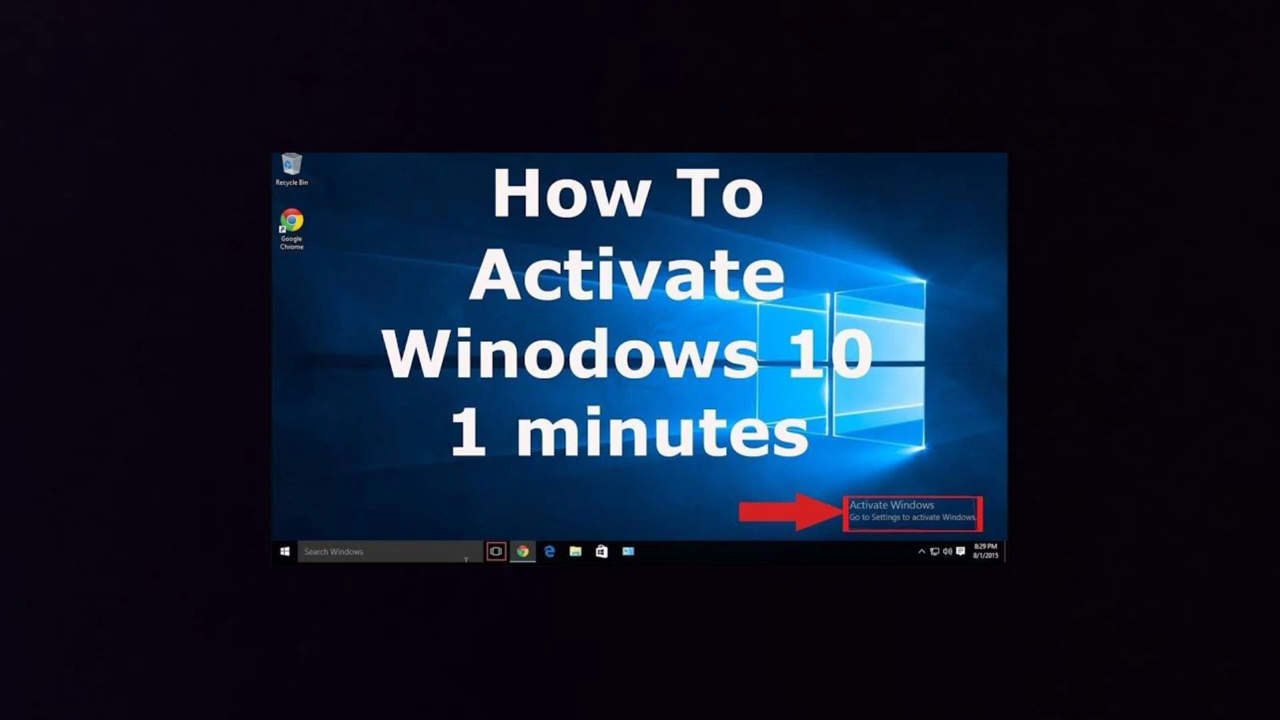 Recycle Bin
Google
Chrome
How To
Activate
Winodows 10
1 minutes
Activate Windows
Go to Settings to activate Windows.
Search Windows
8:29 PM
8/1/2015